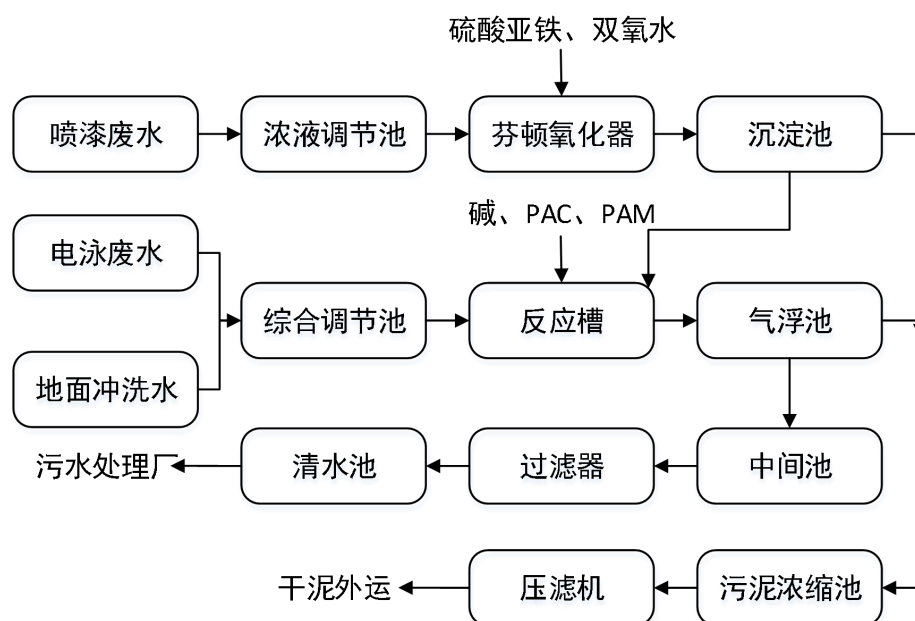 硫酸亚铁、双氧水
喷漆废水
浓液调节池
芬顿氧化器
沉淀池
碱、PAC、PAM
电泳废水
综合调节池
反应槽
气浮池
地面冲洗水
污水处理厂
清水池
过滤器
中间池
干泥外运
压滤机
污泥浓缩池